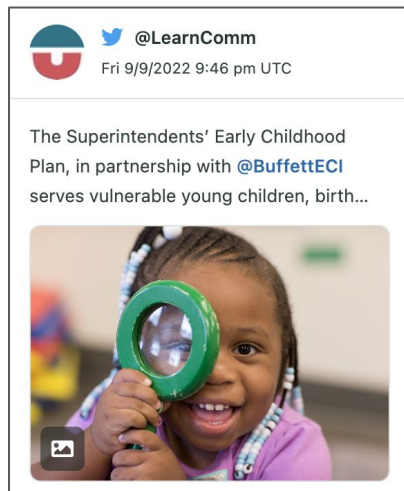 @LearnComm
Fri 9/9/2022 9:46 pm UTC
The Superintendents’ Early Childhood
Plan, in partnership with @BuffettECI
serves vulnerable young children, birth...